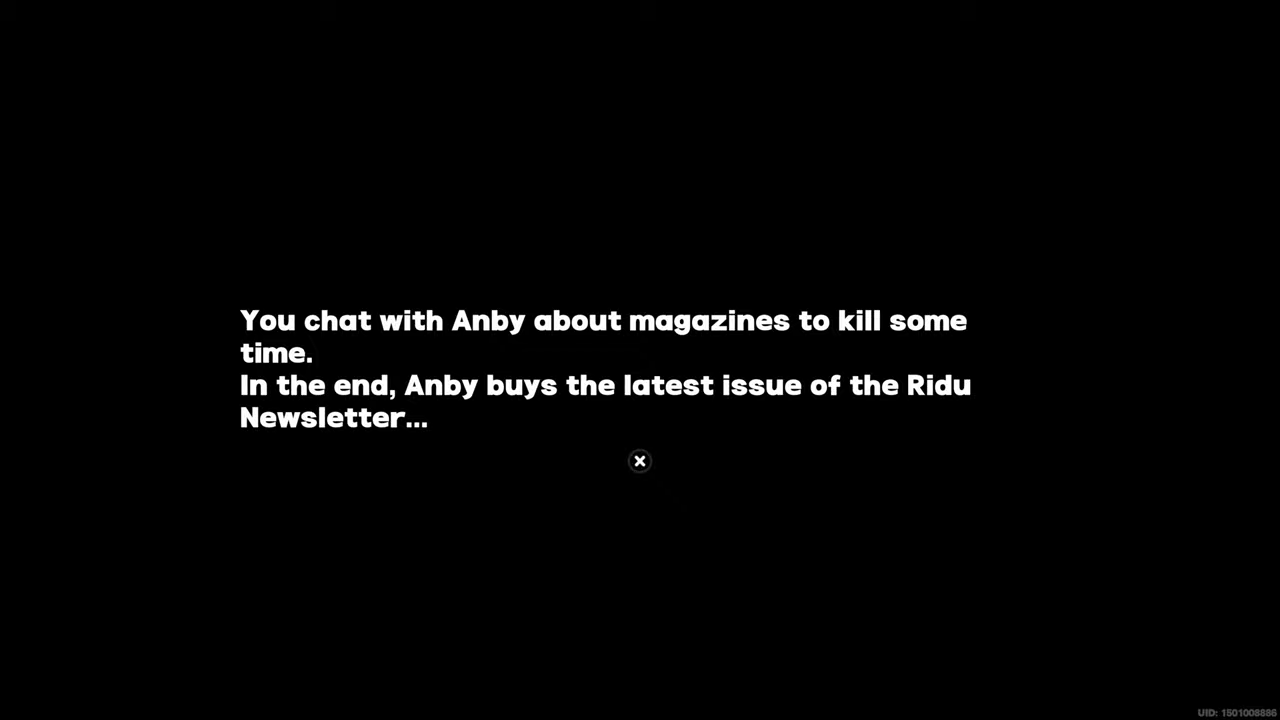 You chat with Anby about magazines to kill some
time.
In the end, Anby buys the latest issue of the Ridu
Newsletter...
UID: 1501008886